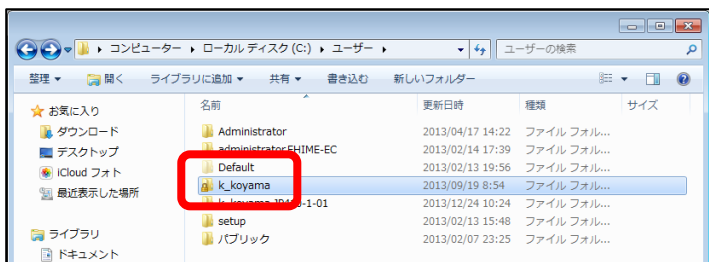 コンピューター ▸ ローカル ディスク (C:) ▸ ユーザー ▸ ユーザーの検索
整理 開く ライブラリに追加 共有 書き込む 新しいフォルダー
お気に入り
ダウンロード
デスクトップ
iCloud フォト
最近表示した場所
ライブラリ
ドキュメント
名前 更新日時 種類 サイズ
Administrator 2013/04/17 14:22 ファイル フォル...
administrator.EHIME-EC 2013/02/14 17:39 ファイル フォル...
Default 2013/02/13 19:56 ファイル フォル...
k_koyama 2013/09/19 8:54 ファイル フォル...
2013/12/24 10:24 ファイル フォル...
setup 2013/02/13 15:48 ファイル フォル...
パブリック 2013/02/07 23:25 ファイル フォル...